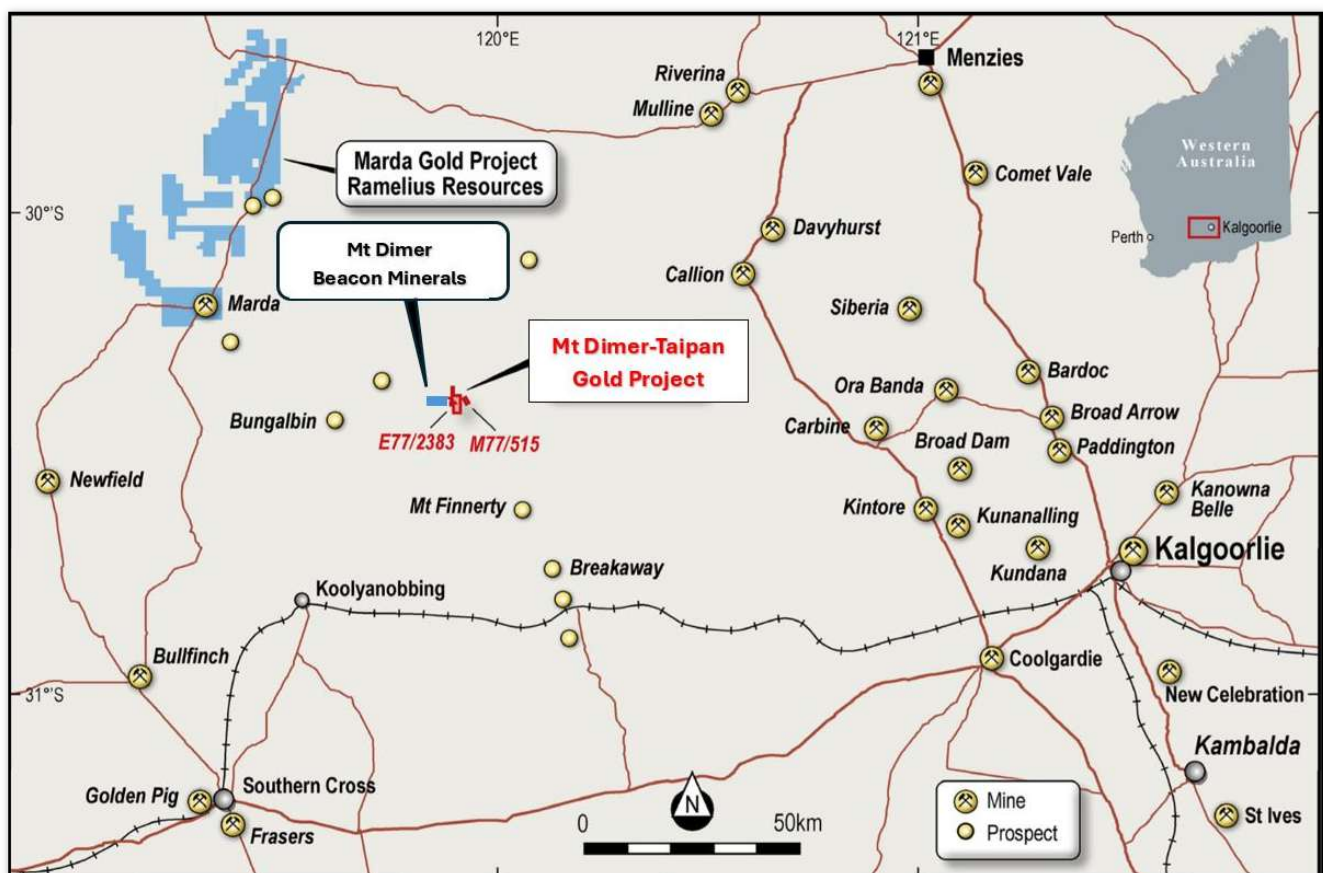 120°E
121°E
Menzies
Riverina
Mulline
Western
Australia
Perth
Kalgoorlie
Marda Gold Project
Ramelius Resources
Comet Vale
30°S
Mt Dimer
Beacon Minerals
Davyhurst
Callion
Marda
Siberia
Mt Dimer-Taipan
Gold Project
Bardoc
Ora Banda
Bungalbin
E77/2383
M77/515
Carbine
Broad Arrow
Broad Dam
Paddington
Newfield
Mt Finnerty
Kintore
Kunanalling
Kanowna
Belle
Kalgoorlie
Kundana
Breakaway
Koolyanobbing
Bullfinch
Coolgardie
31°S
New Celebration
Kambalda
Golden Pig
Southern Cross
Frasers
N
0
50km
Mine
Prospect
St Ives